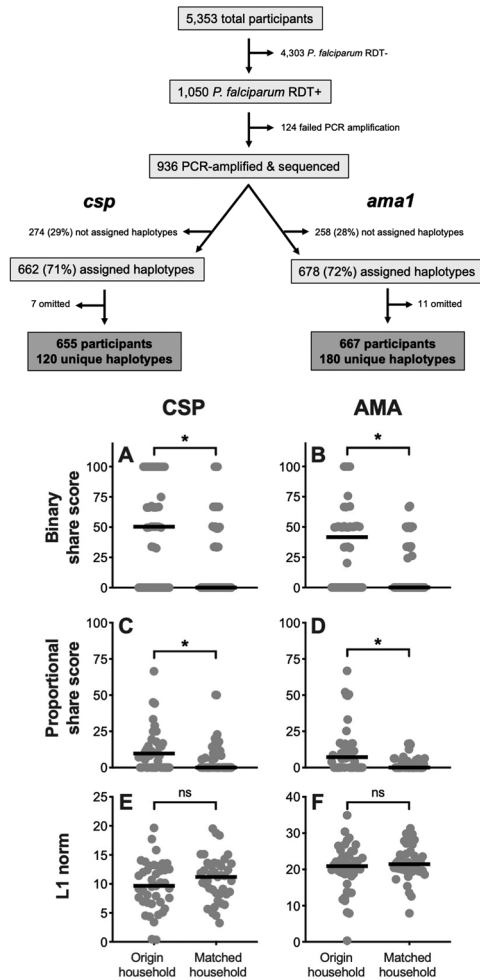 5,353 total participants
4,303 P. falciparum RDT-
1,050 P. falciparum RDT+
124 failed PCR amplification
936 PCR-amplified & sequenced
csp
ama1
274 (29%) not assigned haplotypes
258 (28%) not assigned haplotypes
662 (71%) assigned haplotypes
678 (72%) assigned haplotypes
7 omitted
11 omitted
655 participants
120 unique haplotypes
667 participants
180 unique haplotypes
CSP
AMA
Binary
share score
A
*
100
75
50
25
0
B
*
100
75
50
25
0
Proportional
share score
C
*
100
75
50
25
0
D
*
100
75
50
25
0
L1 norm
E
ns
25
20
15
10
5
0
F
ns
40
30
20
10
0
Origin
household
Matched
household
Origin
household
Matched
household